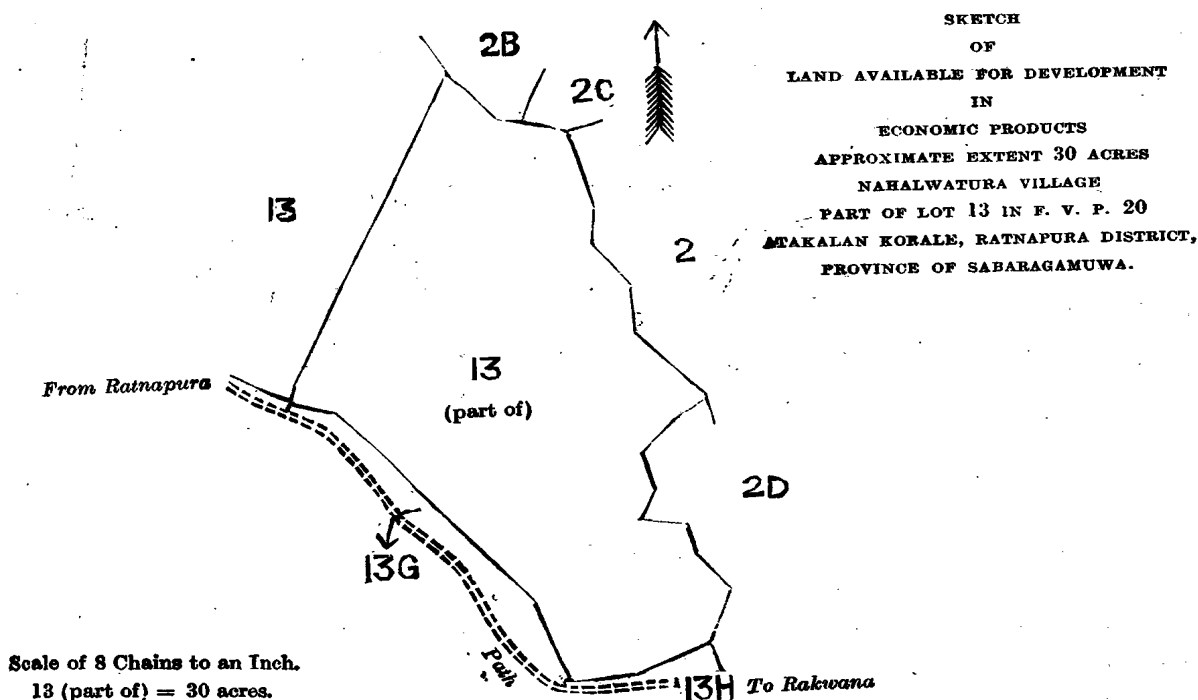 SKETCH
OF
LAND AVAILABLE FOR DEVELOPMENT
IN
ECONOMIC PRODUCTS
APPROXIMATE EXTENT 30 ACRES
NAHALWATURA VILLAGE
PART OF LOT 13 IN F. V. P. 20
ATAKALAN KORALE, RATNAPURA DISTRICT,
PROVINCE OF SABARAGAMUWA.
2B
2C
13
2
From Ratnapura
13
(part of)
2D
13G
Path
13H To Rakwana
Scale of 8 Chains to an Inch.
13 (part of) = 30 acres.